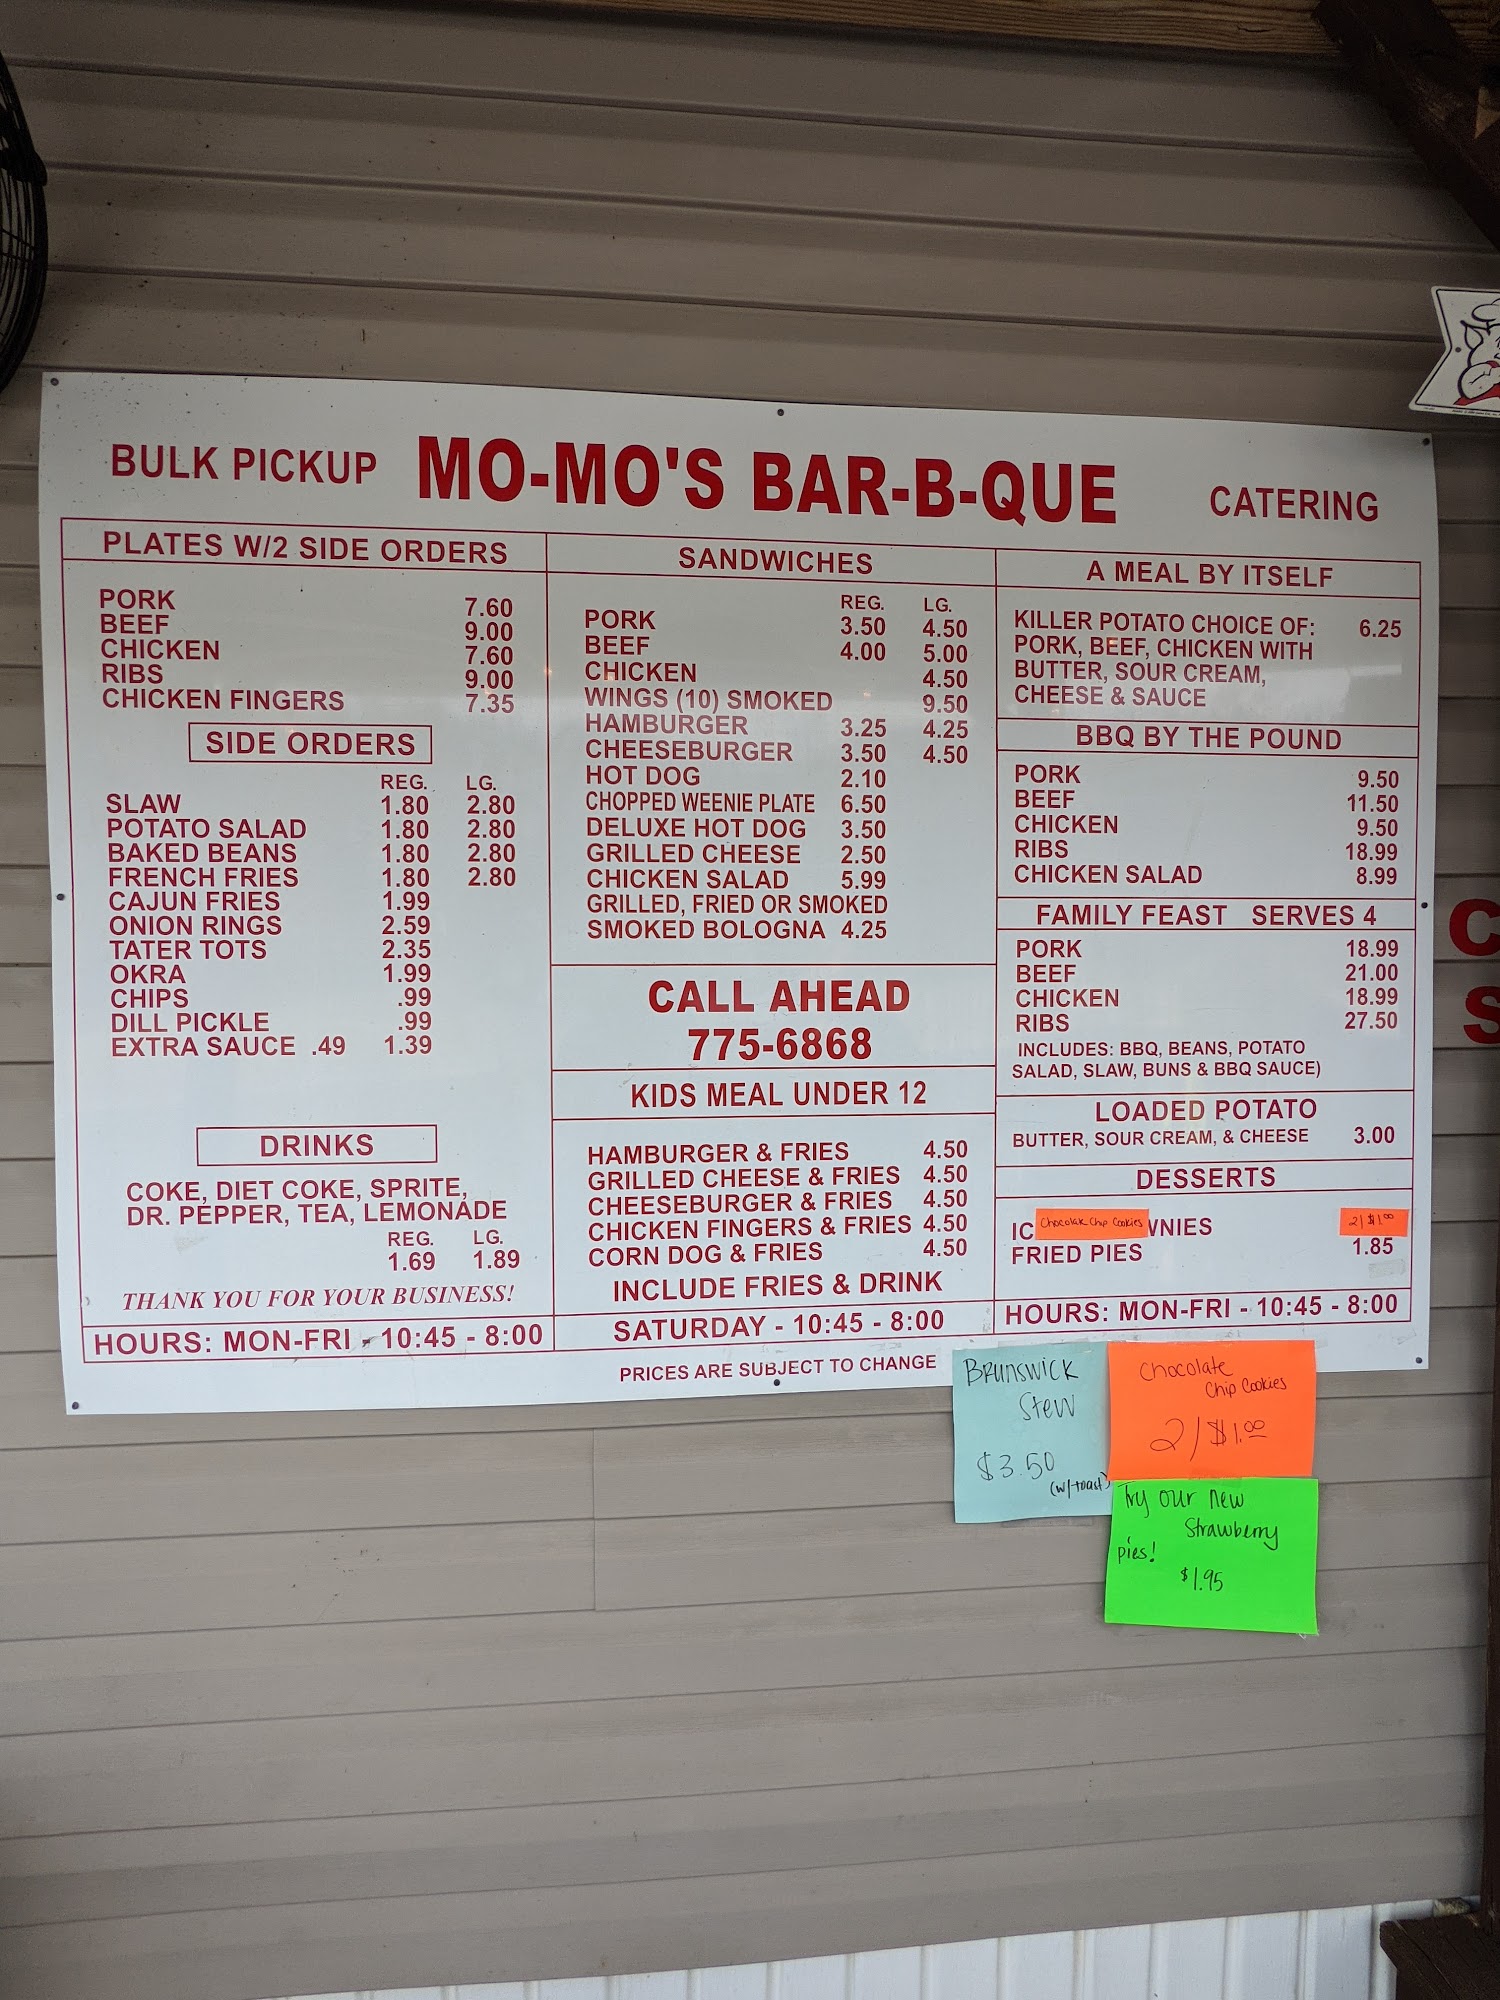 BULK PICKUP MO-MO'S BAR-B-QUE CATERING
PLATES W/2 SIDE ORDERS
PORK 7.60
BEEF 9.00
CHICKEN 7.60
RIBS 9.00
CHICKEN FINGERS 7.35
SIDE ORDERS
REG. LG.
SLAW 1.80 2.80
POTATO SALAD 1.80 2.80
BAKED BEANS 1.80 2.80
FRENCH FRIES 1.80 2.80
CAJUN FRIES 1.99
ONION RINGS 2.59
TATER TOTS 2.35
OKRA 1.99
CHIPS .99
DILL PICKLE .99
EXTRA SAUCE .49 1.39
DRINKS
COKE, DIET COKE, SPRITE,
DR. PEPPER, TEA, LEMONADE
REG. LG.
1.69 1.89
THANK YOU FOR YOUR BUSINESS!
HOURS: MON-FRI - 10:45 - 8:00
SANDWICHES
REG. LG.
PORK 3.50 4.50
BEEF 4.00 5.00
CHICKEN 4.50
WINGS (10) SMOKED 9.50
HAMBURGER 3.25 4.25
CHEESEBURGER 3.50 4.50
HOT DOG 2.10
CHOPPED WEENIE PLATE 6.50
DELUXE HOT DOG 3.50
GRILLED CHEESE 2.50
CHICKEN SALAD 5.99
GRILLED, FRIED OR SMOKED
SMOKED BOLOGNA 4.25
CALL AHEAD
775-6868
KIDS MEAL UNDER 12
HAMBURGER & FRIES 4.50
GRILLED CHEESE & FRIES 4.50
CHEESEBURGER & FRIES 4.50
CHICKEN FINGERS & FRIES 4.50
CORN DOG & FRIES 4.50
INCLUDE FRIES & DRINK
SATURDAY - 10:45 - 8:00
PRICES ARE SUBJECT TO CHANGE
A MEAL BY ITSELF
KILLER POTATO CHOICE OF: 6.25
PORK, BEEF, CHICKEN WITH
BUTTER, SOUR CREAM,
CHEESE & SAUCE
BBQ BY THE POUND
PORK 9.50
BEEF 11.50
CHICKEN 9.50
RIBS 18.99
CHICKEN SALAD 8.99
FAMILY FEAST SERVES 4
PORK 18.99
BEEF 21.00
CHICKEN 18.99
RIBS 27.50
INCLUDES: BBQ, BEANS, POTATO
SALAD, SLAW, BUNS & BBQ SAUCE)
LOADED POTATO
BUTTER, SOUR CREAM, & CHEESE 3.00
DESSERTS
IC Chocolate Chip Cookies WNIES 2/$1.00
FRIED PIES 1.85
HOURS: MON-FRI - 10:45 - 8:00
Brunswick
Stew
$3.50
(w/toast)
Chocolate
Chip Cookies
2/$1.00
Try our new
Strawberry
pies!
$1.95
C
S